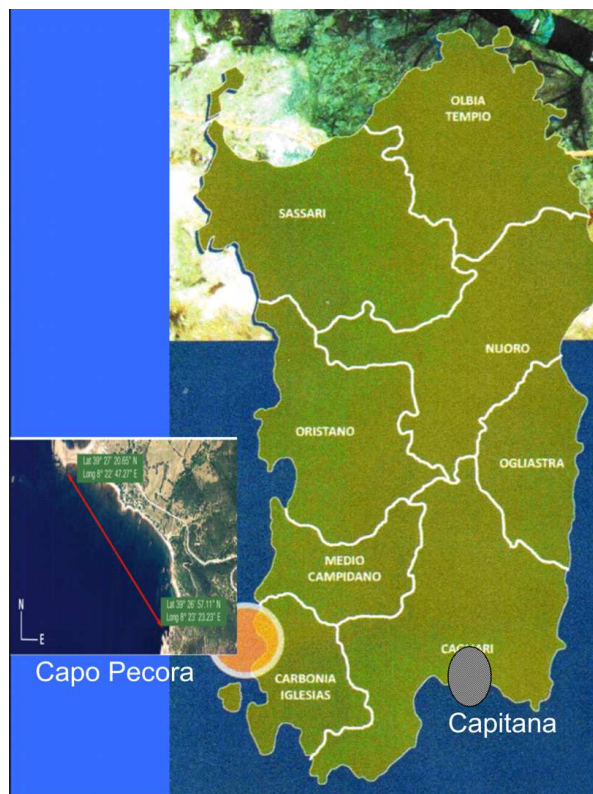 OLBIA
TEMPIO
SASSARI
NUORO
ORISTANO
OGLIASTRA
Lat 39° 27' 20.65" N
Long 8° 22' 47.27" E
MEDIO
CAMPIDANO
Lat 39° 26' 57.11" N
Long 8° 23' 23.23" E
N
E
CAGLIARI
Capo Pecora
CARBONIA
IGLESIAS
Capitana